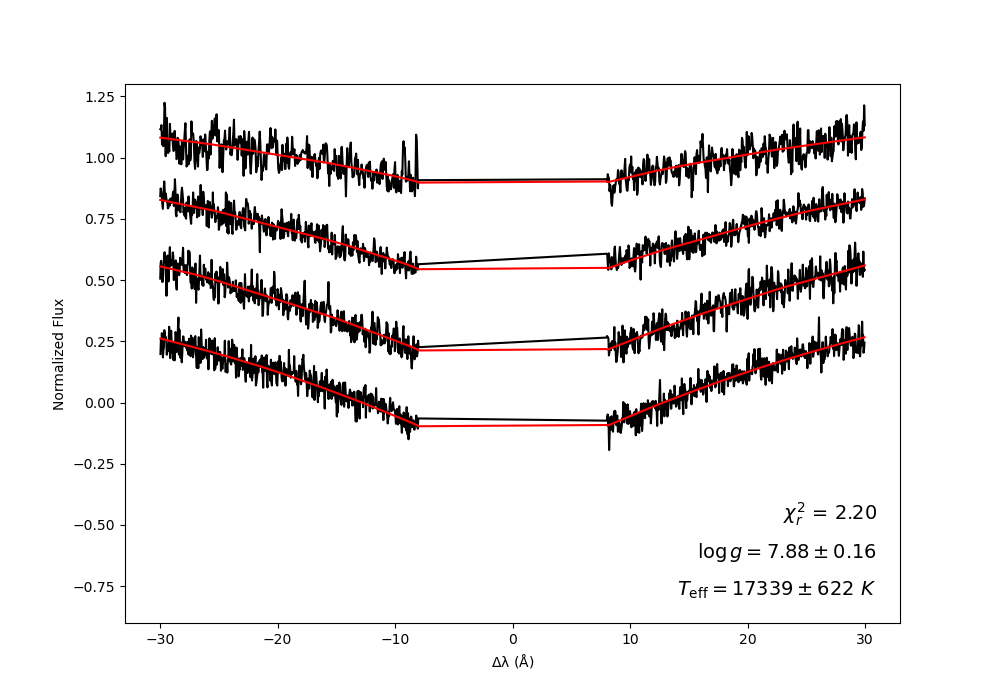 1.25
1.00
0.75
0.50
0.25
0.00
−0.25
−0.50
−0.75
Normalized Flux
χ²ᵣ = 2.20
log g = 7.88 ± 0.16
T_eff = 17339 ± 622 K
−30 −20 −10 0 10 20 30
Δλ (Å)